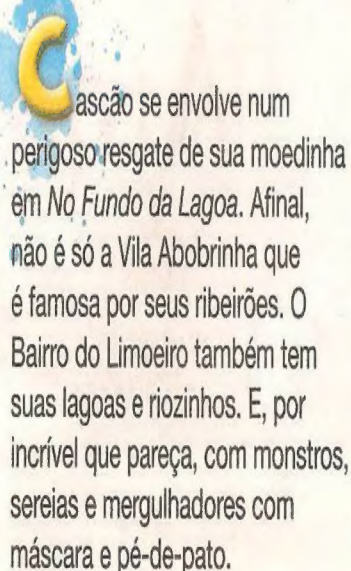 Cascão se envolve num
perigoso resgate de sua moedinha
em No Fundo da Lagoa. Afinal,
não é só a Vila Abobrinha que
é famosa por seus ribeirões. O
Bairro do Limoeiro também tem
suas lagoas e riozinhos. E, por
incrível que pareça, com monstros,
sereias e mergulhadores com
máscara e pé-de-pato.